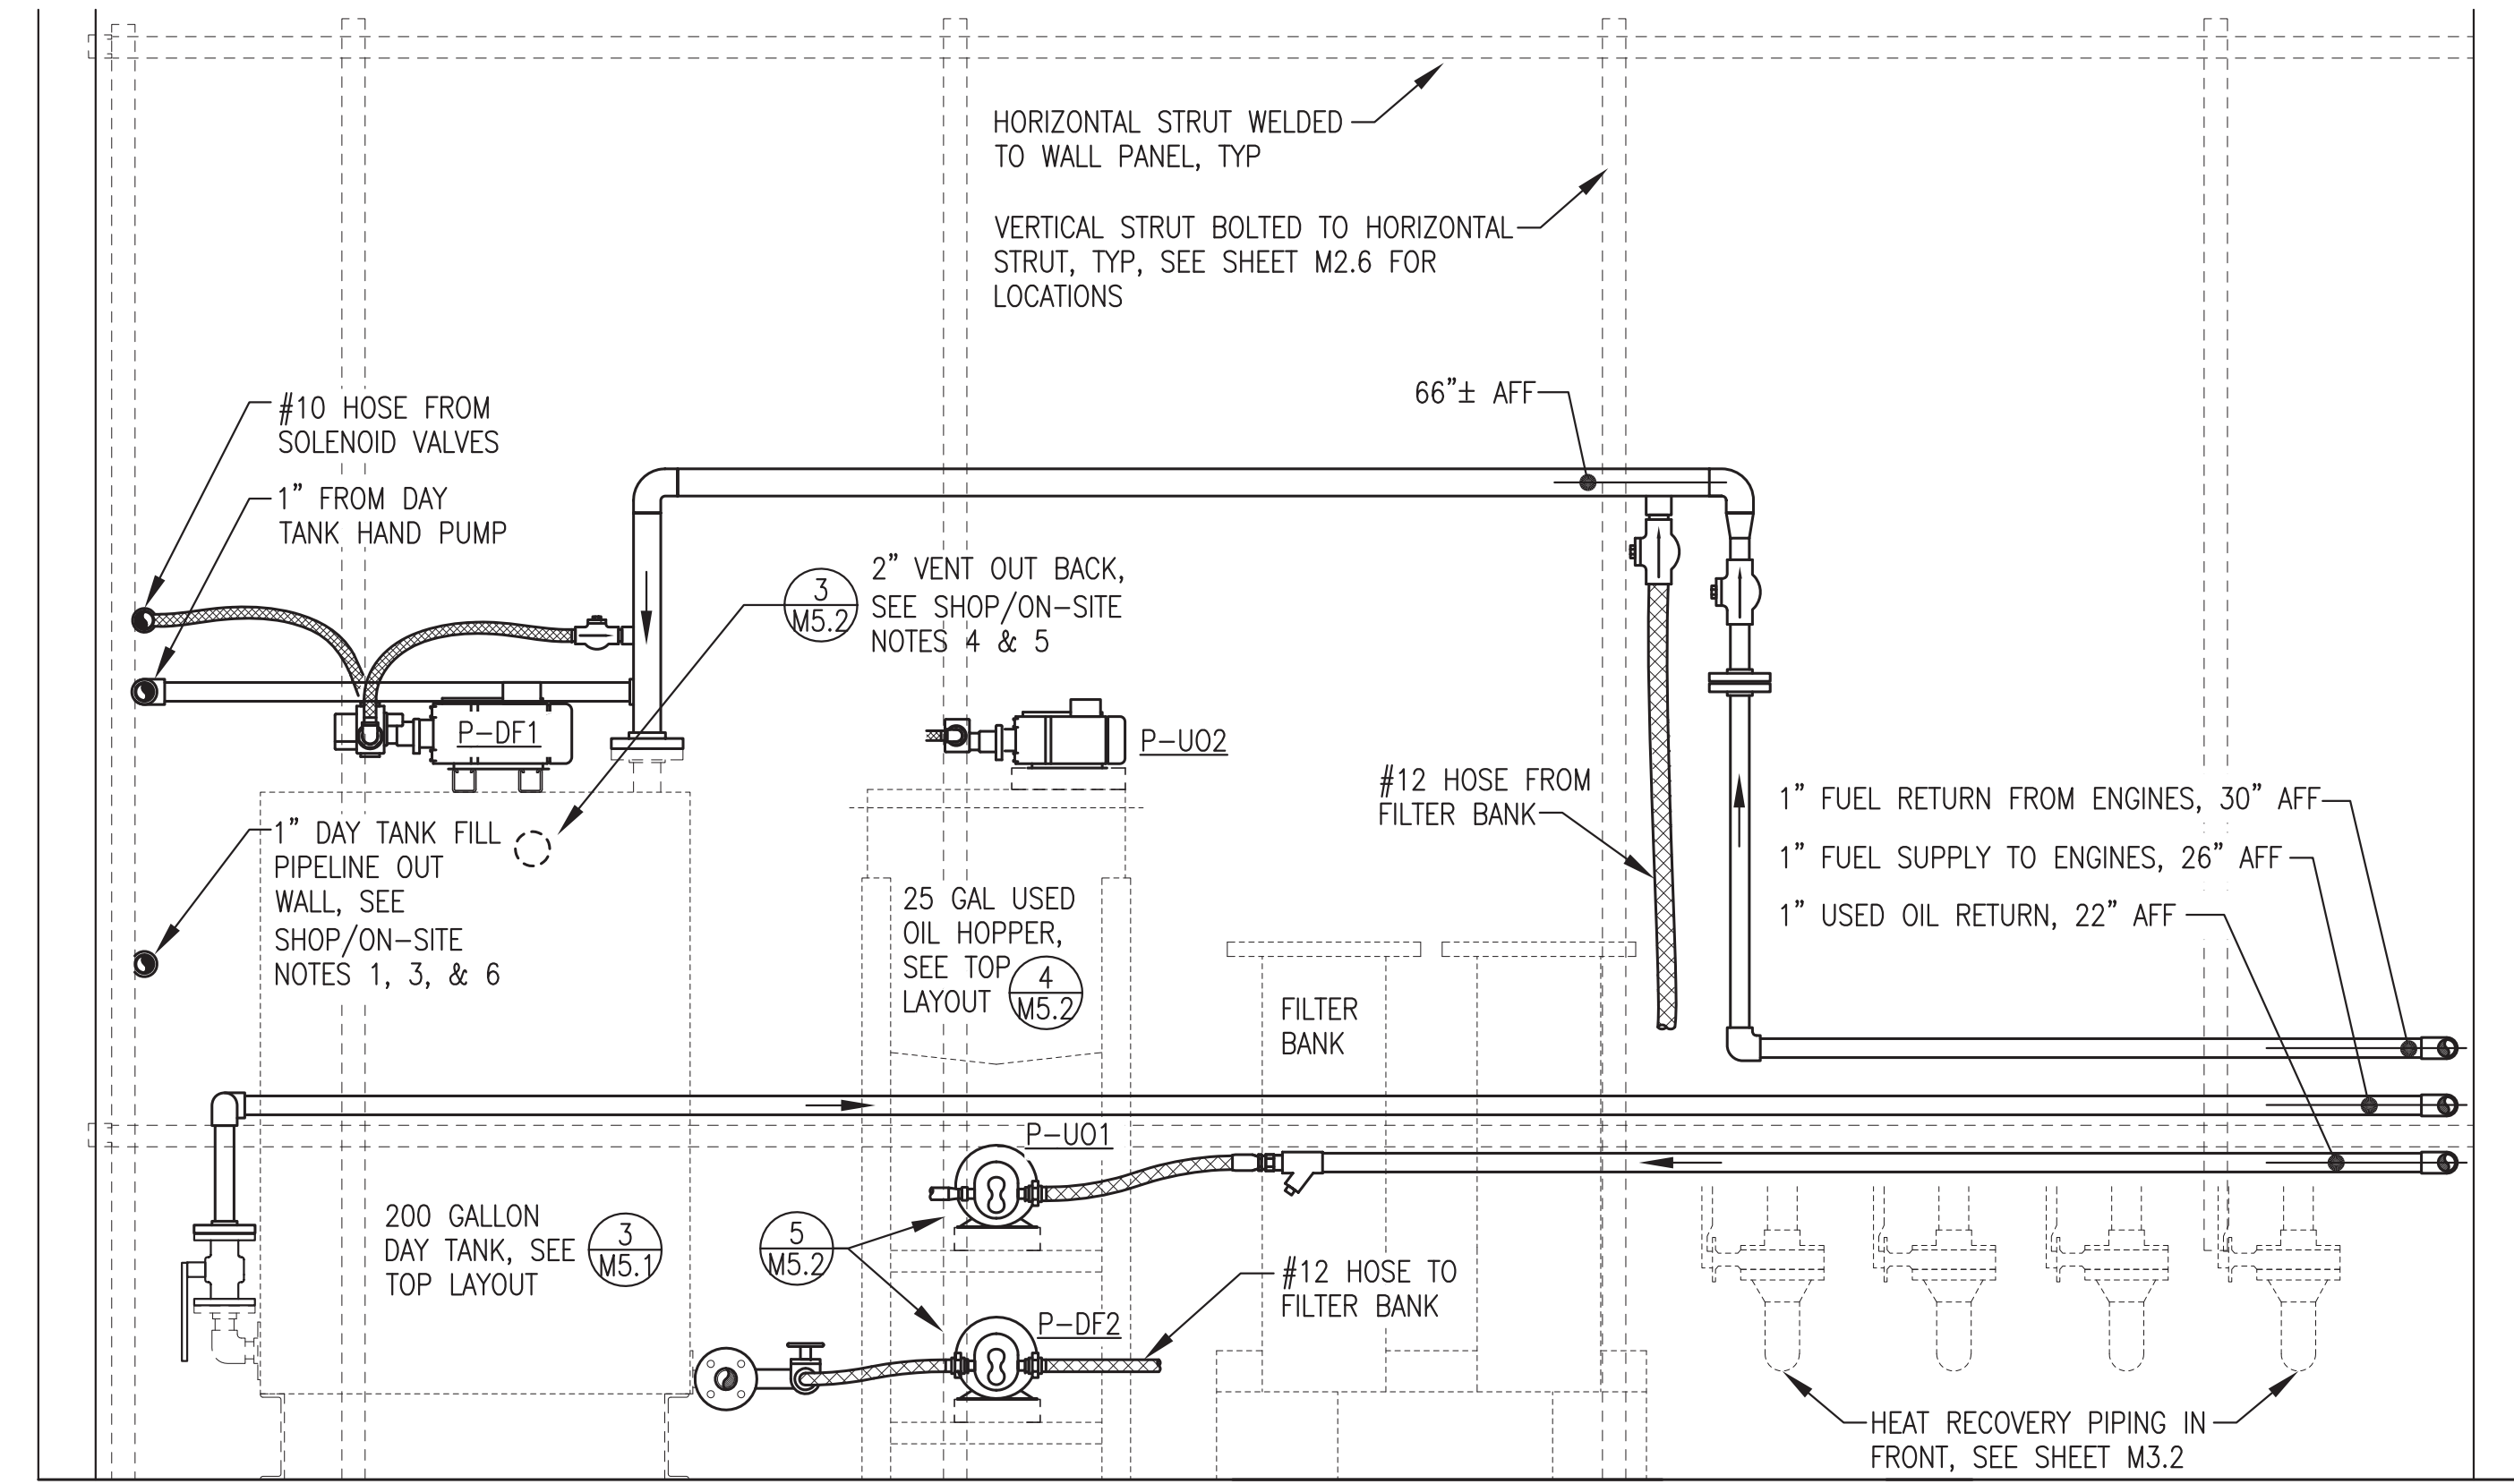 HORIZONTAL STRUT WELDED
TO WALL PANEL, TYP
VERTICAL STRUT BOLTED TO HORIZONTAL
STRUT, TYP, SEE SHEET M2.6 FOR
LOCATIONS
66"± AFF
#10 HOSE FROM
SOLENOID VALVES
1" FROM DAY
TANK HAND PUMP
3
M5.2
2" VENT OUT BACK,
SEE SHOP/ON-SITE
NOTES 4 & 5
P-DF1
P-UO2
#12 HOSE FROM
FILTER BANK
1" FUEL RETURN FROM ENGINES, 30" AFF
1" FUEL SUPPLY TO ENGINES, 26" AFF
1" USED OIL RETURN, 22" AFF
1" DAY TANK FILL
PIPELINE OUT
WALL, SEE
SHOP/ON-SITE
NOTES 1, 3, & 6
25 GAL USED
OIL HOPPER,
SEE TOP
LAYOUT
4
M5.2
FILTER
BANK
P-UO1
200 GALLON
DAY TANK, SEE
TOP LAYOUT
3
M5.1
5
M5.2
#12 HOSE TO
FILTER BANK
P-DF2
HEAT RECOVERY PIPING IN
FRONT, SEE SHEET M3.2